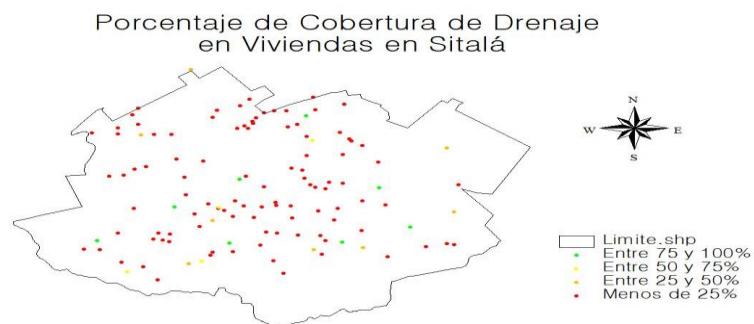 Porcentaje de Cobertura de Drenaje
en Viviendas en Sitalá
N
W E
S
Limite.shp
Entre 75 y 100%
Entre 50 y 75%
Entre 25 y 50%
Menos de 25%